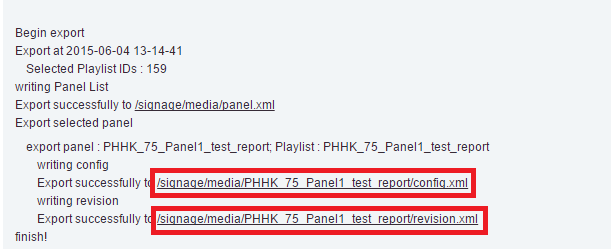 Begin export
Export at 2015-06-04 13-14-41
Selected Playlist IDs : 159
writing Panel List
Export successfully to /signage/media/panel.xml
Export selected panel
export panel : PHHK_75_Panel1_test_report; Playlist : PHHK_75_Panel1_test_report
writing config
Export successfully to /signage/media/PHHK_75_Panel1_test_report/config.xml
writing revision
Export successfully to /signage/media/PHHK_75_Panel1_test_report/revision.xml
finish!